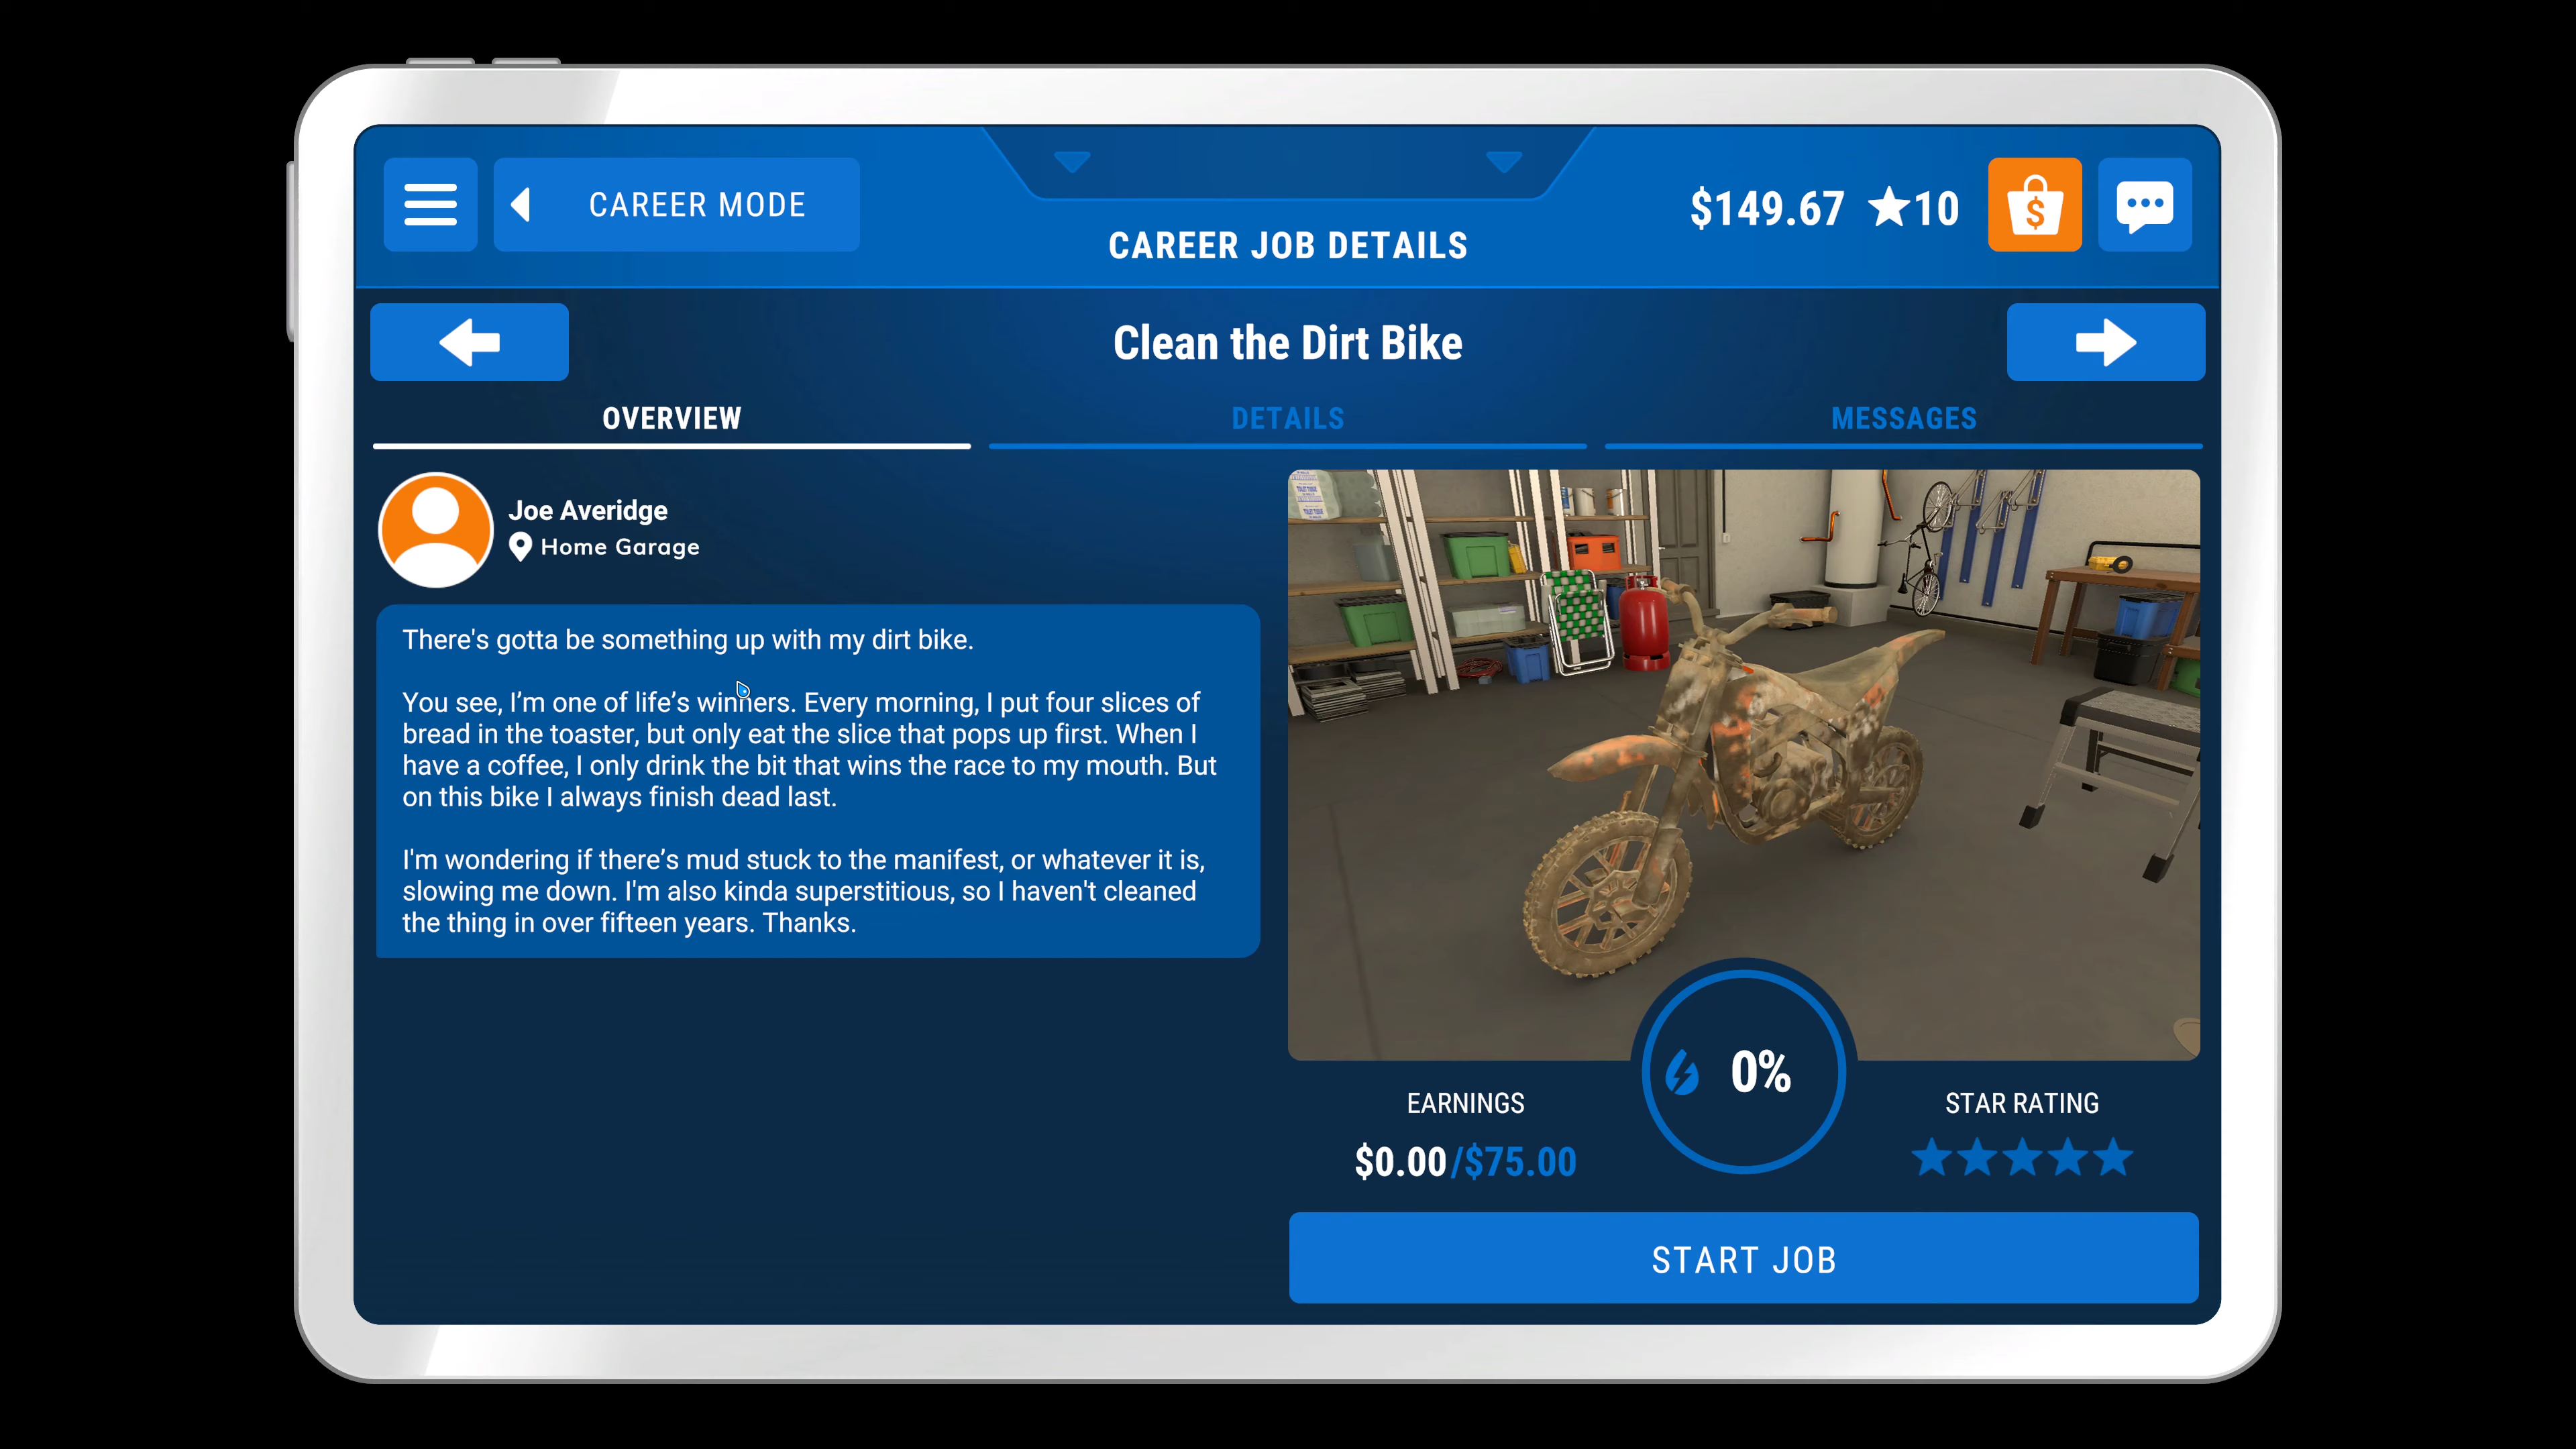 CAREER MODE
CAREER JOB DETAILS
$149.67 ★10
$
Clean the Dirt Bike
OVERVIEW
DETAILS
MESSAGES
Joe Averidge
Home Garage
There's gotta be something up with my dirt bike.
You see, I’m one of life’s winners. Every morning, I put four slices of
bread in the toaster, but only eat the slice that pops up first. When I
have a coffee, I only drink the bit that wins the race to my mouth. But
on this bike I always finish dead last.
I'm wondering if there’s mud stuck to the manifest, or whatever it is,
slowing me down. I'm also kinda superstitious, so I haven't cleaned
the thing in over fifteen years. Thanks.
0%
EARNINGS
$0.00/$75.00
STAR RATING
START JOB